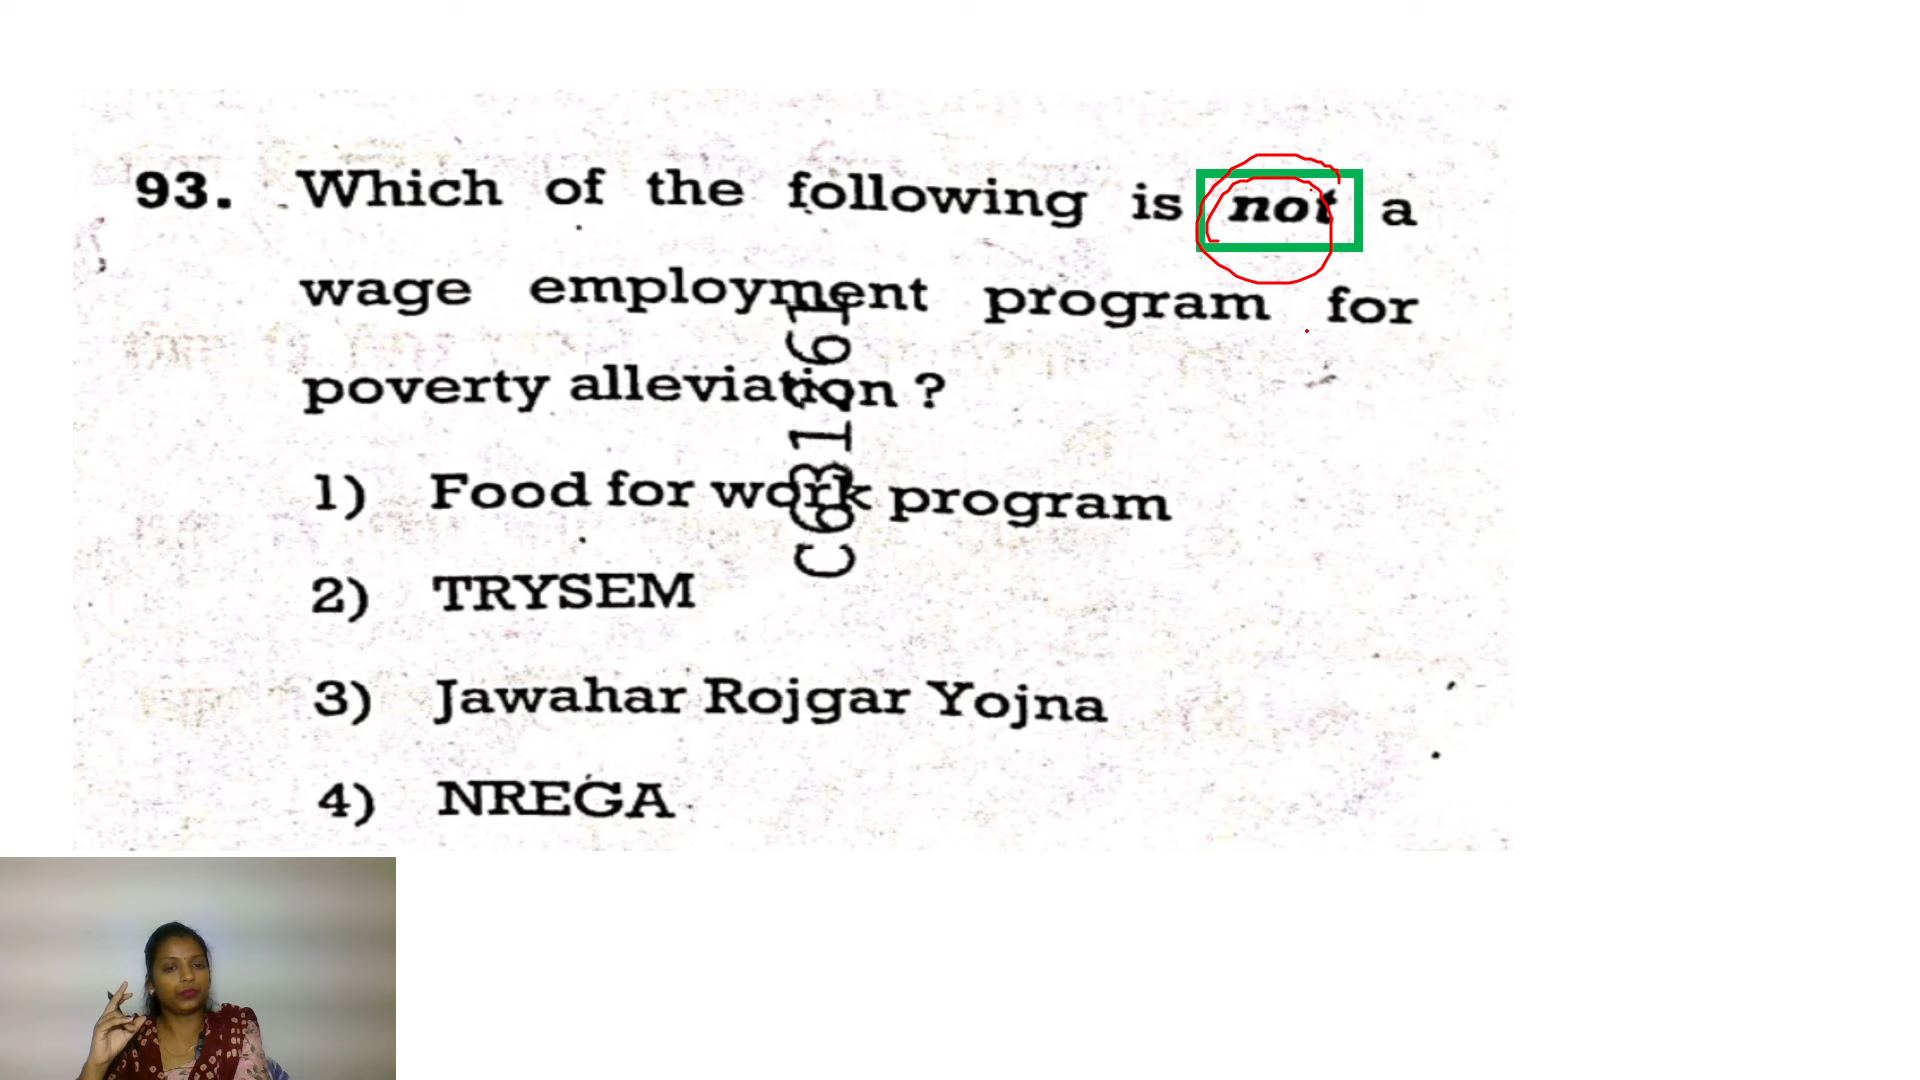 93. Which of the following is not a
wage employment program for
poverty alleviation ?
1) Food for work program
2) TRYSEM
3) Jawahar Rojgar Yojna
4) NREGA